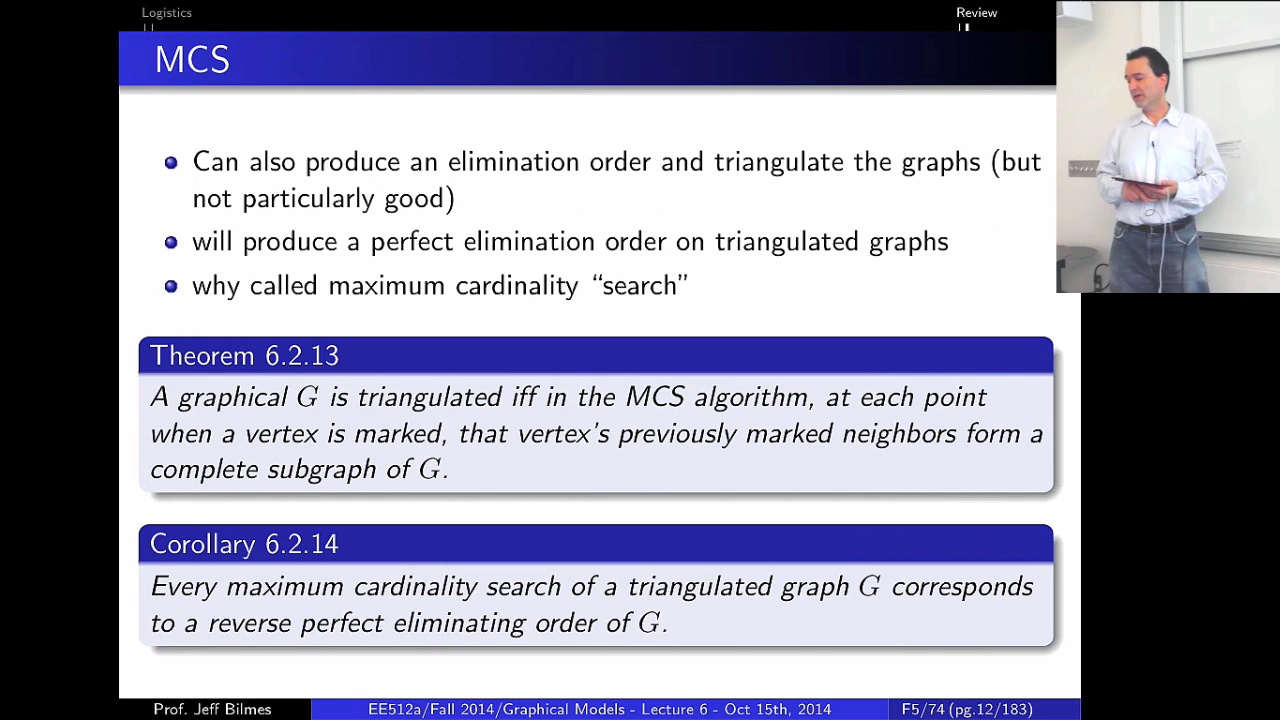 Logistics
Review
MCS
Can also produce an elimination order and triangulate the graphs (but
not particularly good)
will produce a perfect elimination order on triangulated graphs
why called maximum cardinality “search”
Theorem 6.2.13
A graphical G is triangulated iff in the MCS algorithm, at each point
when a vertex is marked, that vertex’s previously marked neighbors form a
complete subgraph of G.
Corollary 6.2.14
Every maximum cardinality search of a triangulated graph G corresponds
to a reverse perfect eliminating order of G.
Prof. Jeff Bilmes
EE512a/Fall 2014/Graphical Models - Lecture 6 - Oct 15th, 2014
F5/74 (pg.12/183)